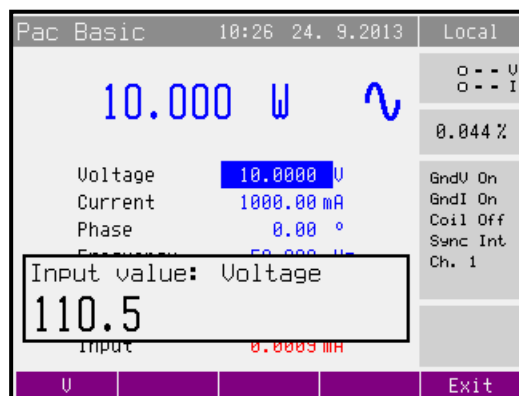 Pac Basic 10:26 24. 9.2013 Local
10.000 W
o-- V
o-- I
0.044 %
Voltage 10.0000 V
Current 1000.00 mA
Phase 0.00 °
GndV On
GndI On
Coil Off
Sync Int
Ch. 1
Input value: Voltage
110.5
Input 0.0009 mA
V Exit